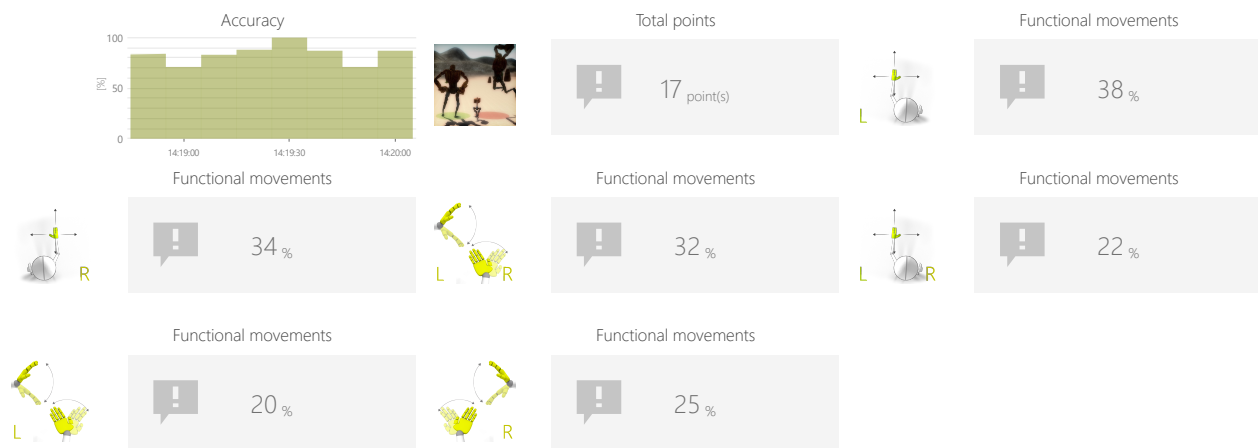 Accuracy
100
[%]
50
0
14:19:00 14:19:30 14:20:00
Total points
17 point(s)
Functional movements
L
38 %
Functional movements
R
34 %
Functional movements
L R
32 %
Functional movements
L R
22 %
Functional movements
L
20 %
Functional movements
R
25 %